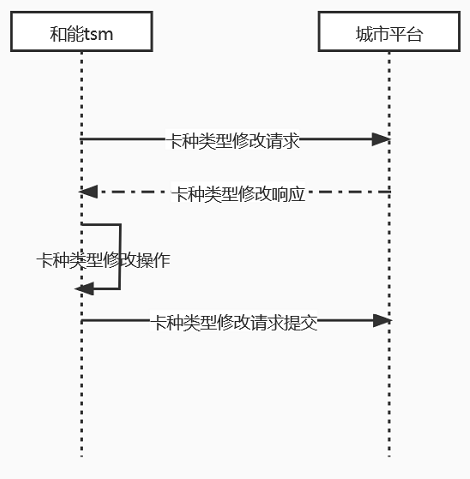 和能tsm
城市平台
卡种类型修改请求
卡种类型修改响应
卡种类型修改操作
卡种类型修改请求提交